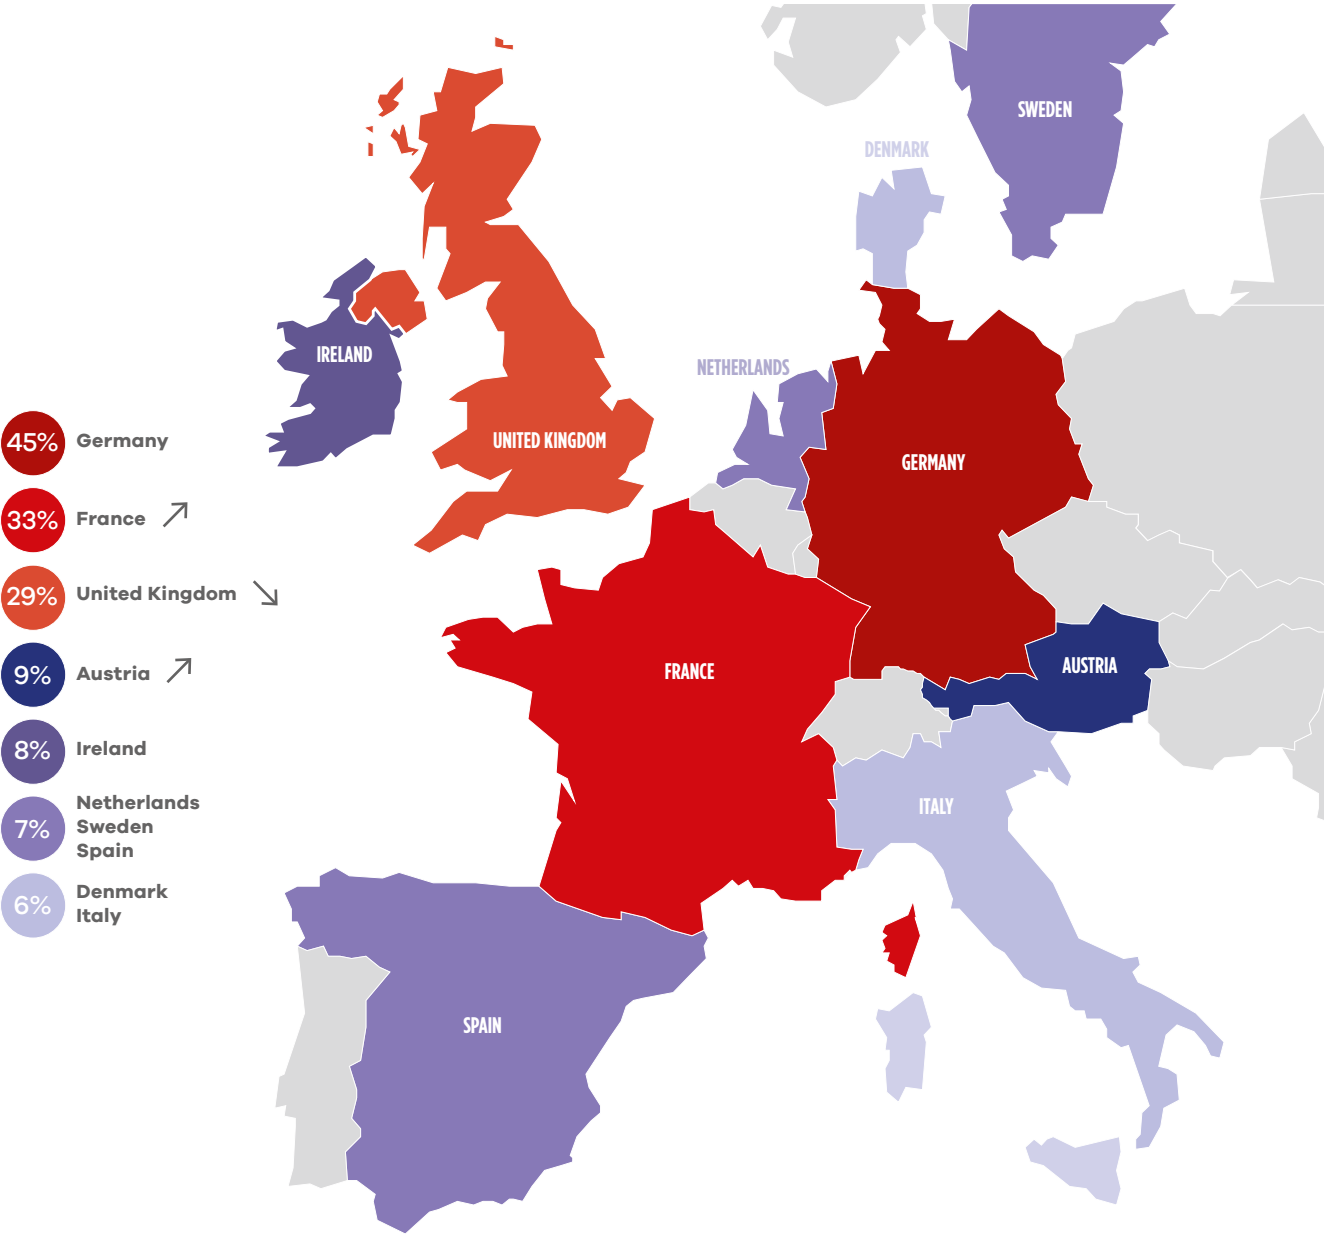 SWEDEN
DENMARK
IRELAND
NETHERLANDS
UNITED KINGDOM
GERMANY
FRANCE
AUSTRIA
ITALY
SPAIN
45% Germany
33% France
29% United Kingdom
9% Austria
8% Ireland
7% Netherlands
Sweden
Spain
6% Denmark
Italy